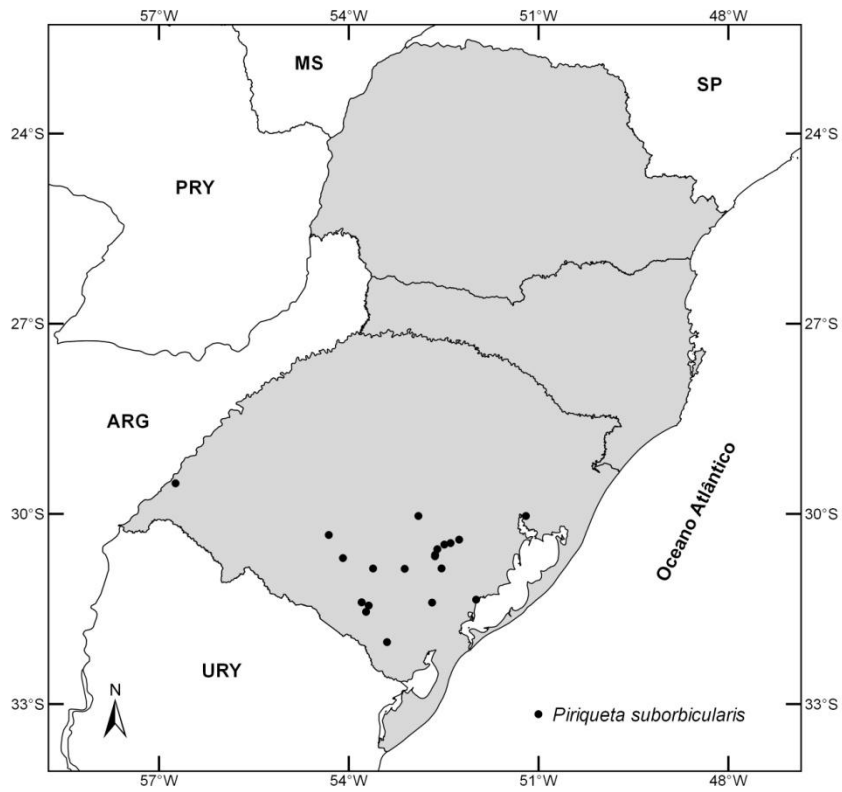 57°W 54°W 51°W 48°W
MS
SP
24°S 24°S
PRY
27°S 27°S
ARG
Oceano Atlântico
30°S 30°S
URY
N
33°S 33°S
Piriqueta suborbicularis
57°W 54°W 51°W 48°W